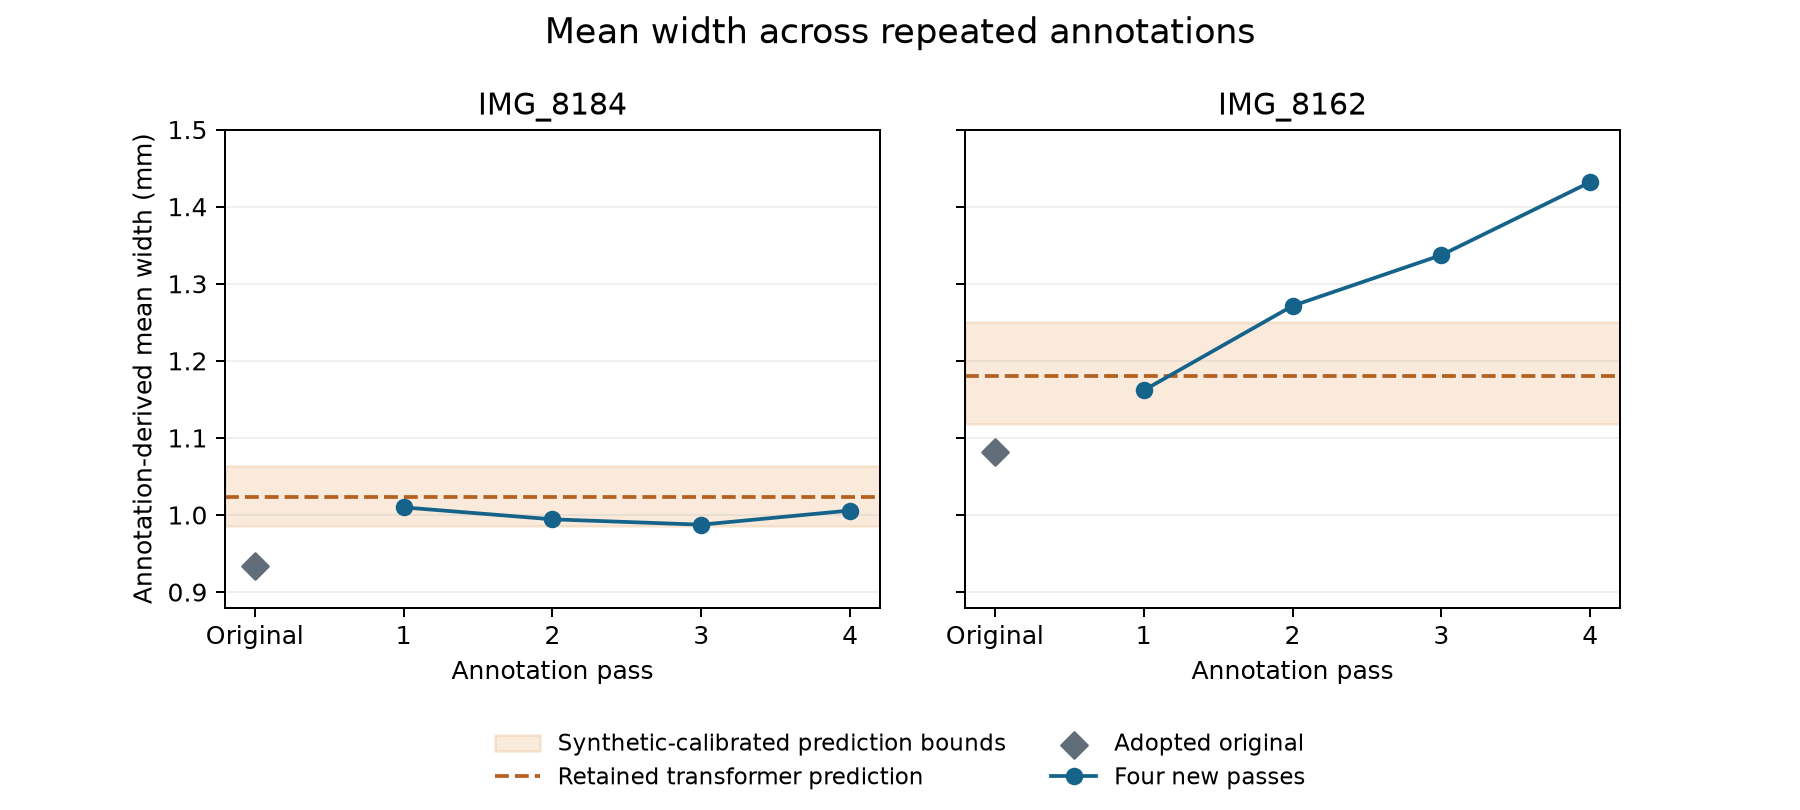 Mean width across repeated annotations
IMG_8184
IMG_8162
Annotation-derived mean width (mm)
1.5
1.4
1.3
1.2
1.1
1.0
0.9
Original 1 2 3 4
Original 1 2 3 4
Annotation pass
Annotation pass
Synthetic-calibrated prediction bounds
Retained transformer prediction
Adopted original
Four new passes